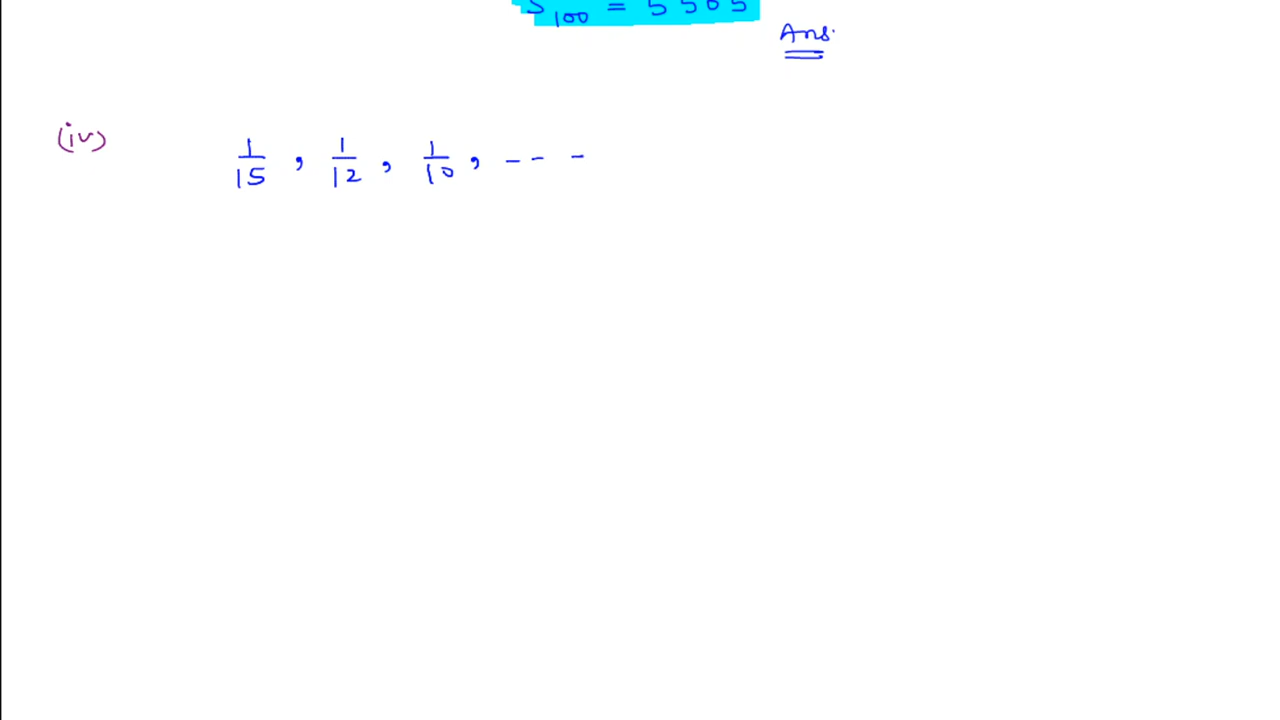 S₁₀₀ = 5505
Ans.
(iv) 1/15 , 1/12 , 1/10 , -- -